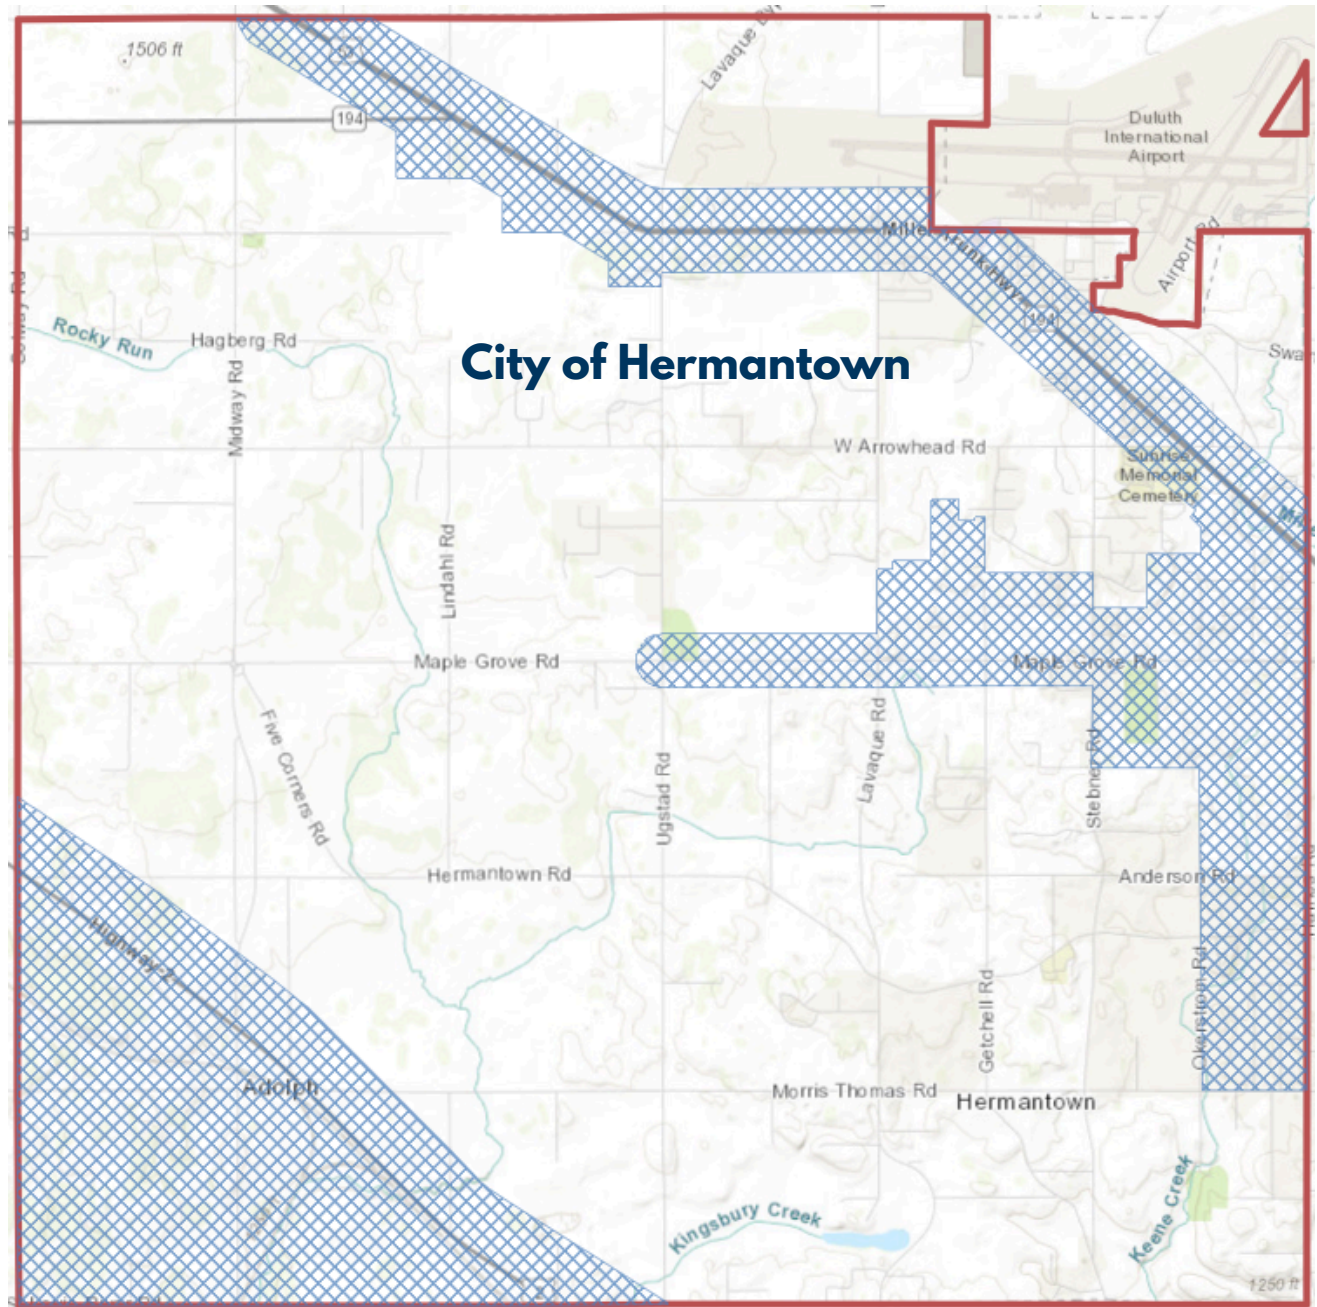 1506 ft
Lavaque Byp
53
194
Duluth
International
Airport
Miller Trunk Hwy
Airport Rd
194
Rocky Run
Hagberg Rd
Midway Rd
City of Hermantown
Swan
W Arrowhead Rd
Sunrise
Memorial
Cemetery
Lindahl Rd
Maple Grove Rd
Maple Grove Rd
Five Corners Rd
Ugstad Rd
Lavaque Rd
Stebner Rd
Hermantown Rd
Anderson Rd
Highway 2
Getchell Rd
Okerstrom Rd
Adolph
Morris Thomas Rd
Hermantown
Kingsbury Creek
Keene Creek
1250 ft